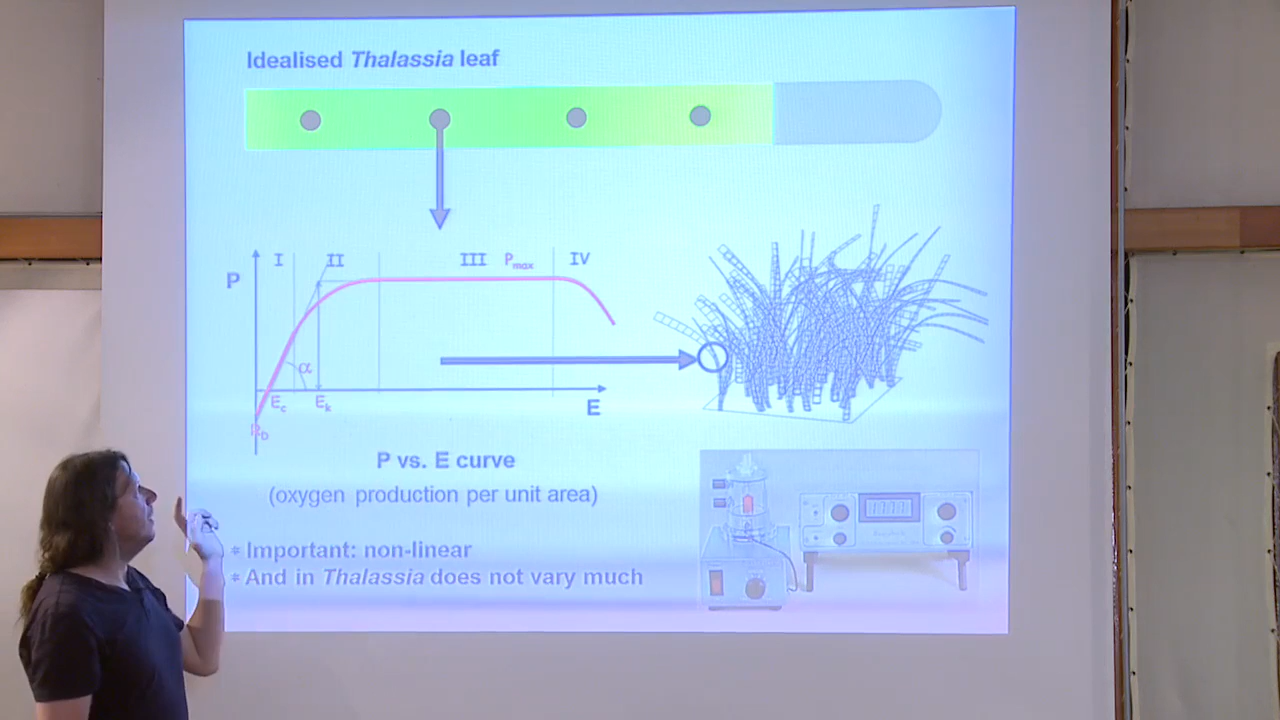 Idealised Thalassia leaf
P
I
II
III
Pmax
IV
α
Ec
Ek
E
Rb
P vs. E curve
(oxygen production per unit area)
* Important: non-linear
* And in Thalassia does not vary much